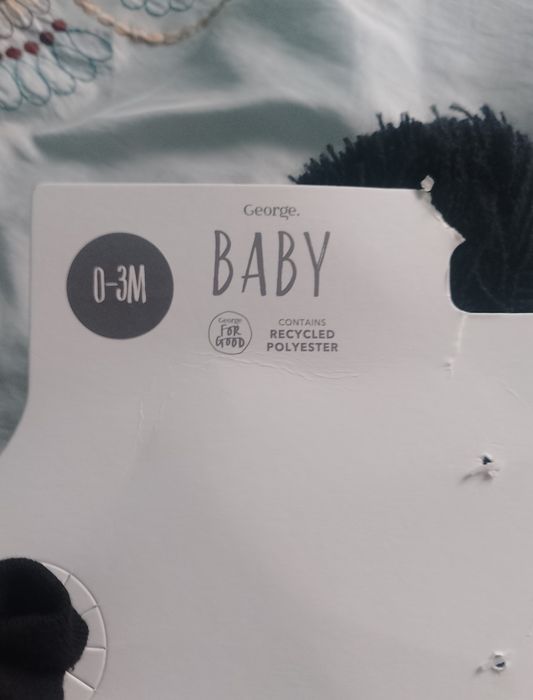 George.
BABY
0-3M
George
FOR
GOOD
CONTAINS
RECYCLED
POLYESTER